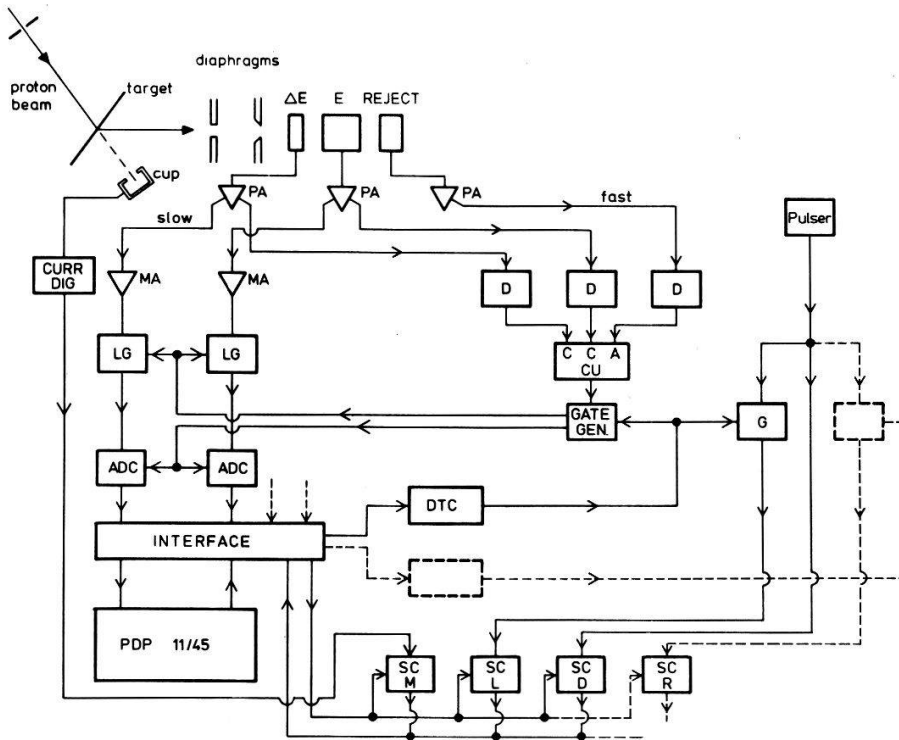 diaphragms
proton
beam
target
ΔE
E
REJECT
cup
PA
PA
PA
slow
fast
Pulser
CURR
DIG
MA
MA
D
D
D
LG
LG
C C A
CU
GATE
GEN.
G
ADC
ADC
DTC
INTERFACE
PDP 11/45
SC
M
SC
L
SC
D
SC
R